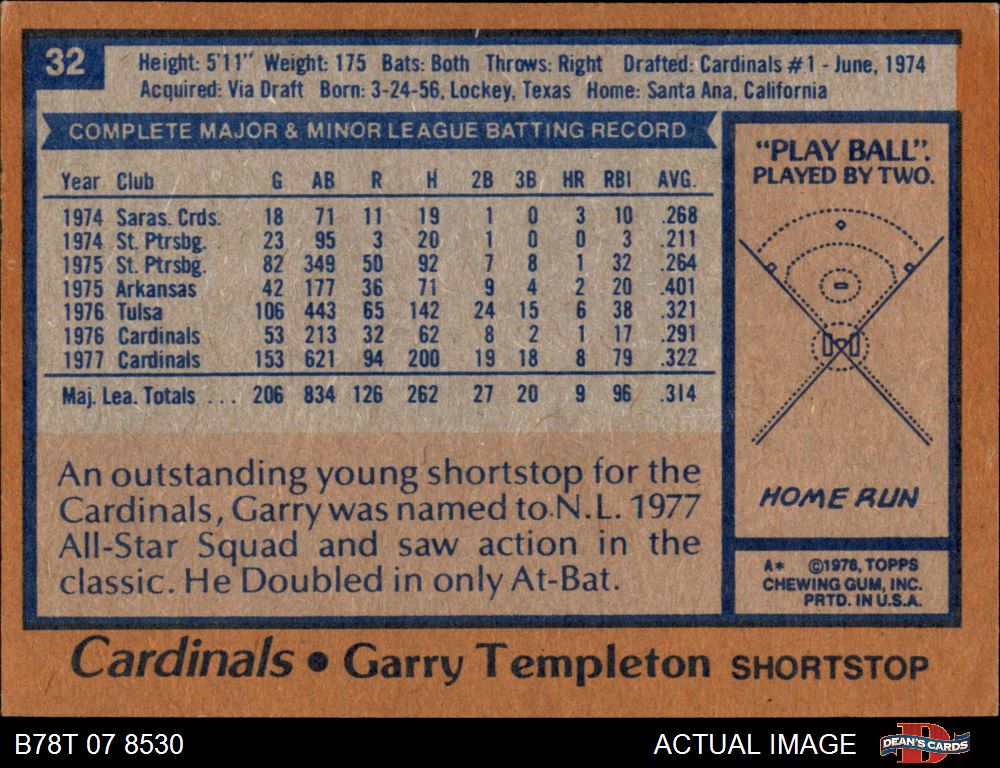 32
Height: 5'11" Weight: 175 Bats: Both Throws: Right Drafted: Cardinals #1 - June, 1974
Acquired: Via Draft Born: 3-24-56, Lockey, Texas Home: Santa Ana, California
COMPLETE MAJOR & MINOR LEAGUE BATTING RECORD
Year Club G AB R H 2B 3B HR RBI AVG.
1974 Saras. Crds. 18 71 11 19 1 0 3 10 .268
1974 St. Ptrsbg. 23 95 3 20 1 0 0 3 .211
1975 St. Ptrsbg. 82 349 50 92 7 8 1 32 .264
1975 Arkansas 42 177 36 71 9 4 2 20 .401
1976 Tulsa 106 443 65 142 24 15 6 38 .321
1976 Cardinals 53 213 32 62 8 2 1 17 .291
1977 Cardinals 153 621 94 200 19 18 8 79 .322
Maj. Lea. Totals ... 206 834 126 262 27 20 9 96 .314
An outstanding young shortstop for the
Cardinals, Garry was named to N.L. 1977
All-Star Squad and saw action in the
classic. He Doubled in only At-Bat.
"PLAY BALL".
PLAYED BY TWO.
HOME RUN
A* ©1978, TOPPS
CHEWING GUM, INC.
PRTD. IN U.S.A.
Cardinals • Garry Templeton SHORTSTOP
B78T 07 8530
ACTUAL IMAGE
DEAN'S CARDS